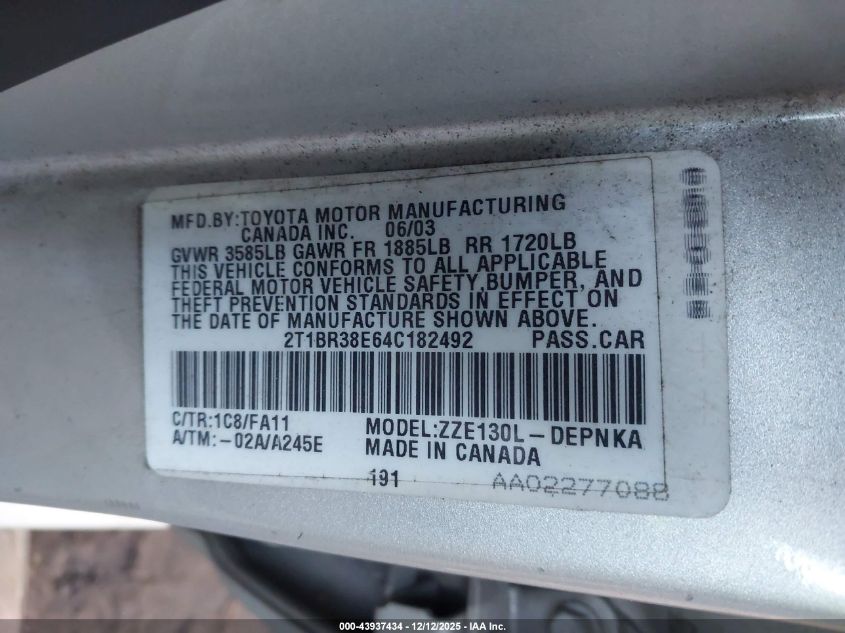 MFD.BY:TOYOTA MOTOR MANUFACTURING
CANADA INC. 06/03
GVWR 3585LB GAWR FR 1885LB RR 1720LB
THIS VEHICLE CONFORMS TO ALL APPLICABLE
FEDERAL MOTOR VEHICLE SAFETY,BUMPER, AND
THEFT PREVENTION STANDARDS IN EFFECT ON
THE DATE OF MANUFACTURE SHOWN ABOVE.
2T1BR38E64C182492 PASS.CAR
C/TR:1C8/FA11 MODEL:ZZE130L-DEPNKA
A/TM:-02A/A245E MADE IN CANADA
191 AA02277088
000-43937434 | 12/12/2025 | IAA Inc.